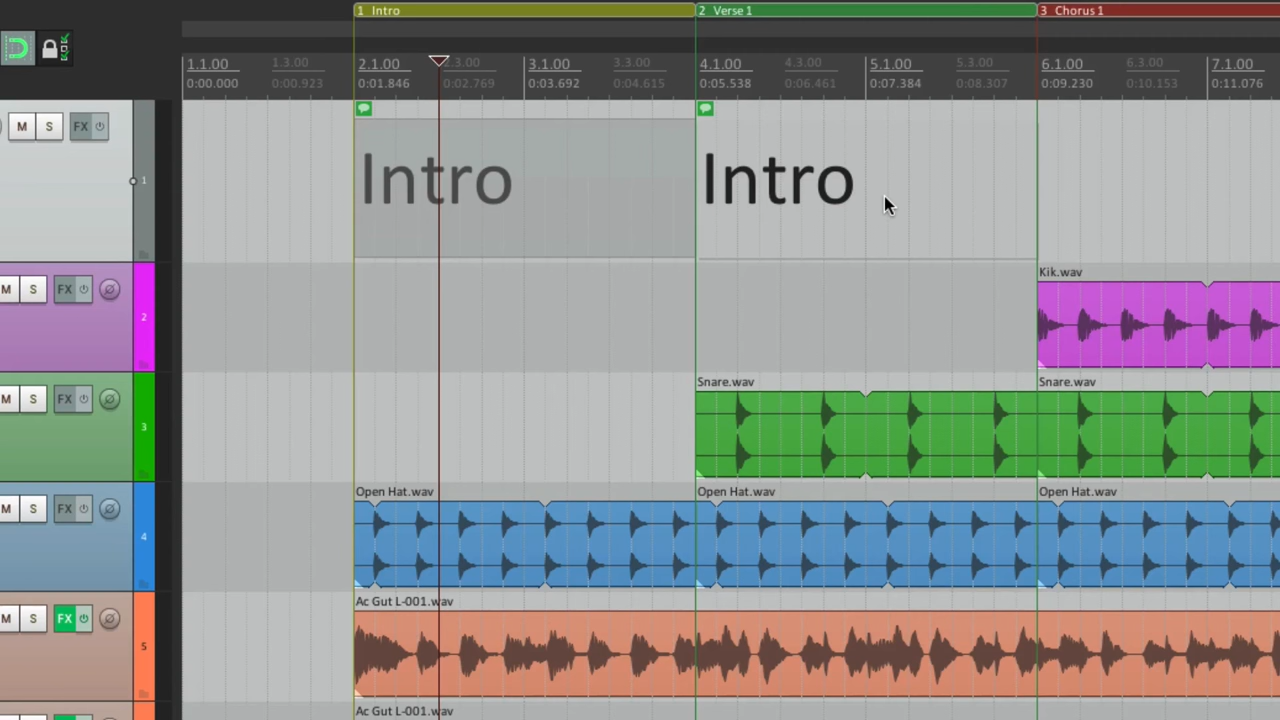 1 Intro
2 Verse 1
3 Chorus 1
1.1.00 1.3.00 2.1.00 2.3.00 3.1.00 3.3.00 4.1.00 4.3.00 5.1.00 5.3.00 6.1.00 6.3.00 7.1.00
0:00.000 0:00.923 0:01.846 0:02.769 0:03.692 0:04.615 0:05.538 0:06.461 0:07.384 0:08.307 0:09.230 0:10.153 0:11.076
M S FX 1
Intro Intro
Kik.wav
M S FX 2
Snare.wav Snare.wav
M S FX 3
Open Hat.wav Open Hat.wav Open Hat.wav
M S FX 4
Ac Gut L-001.wav
M S FX 5
Ac Gut L-001.wav